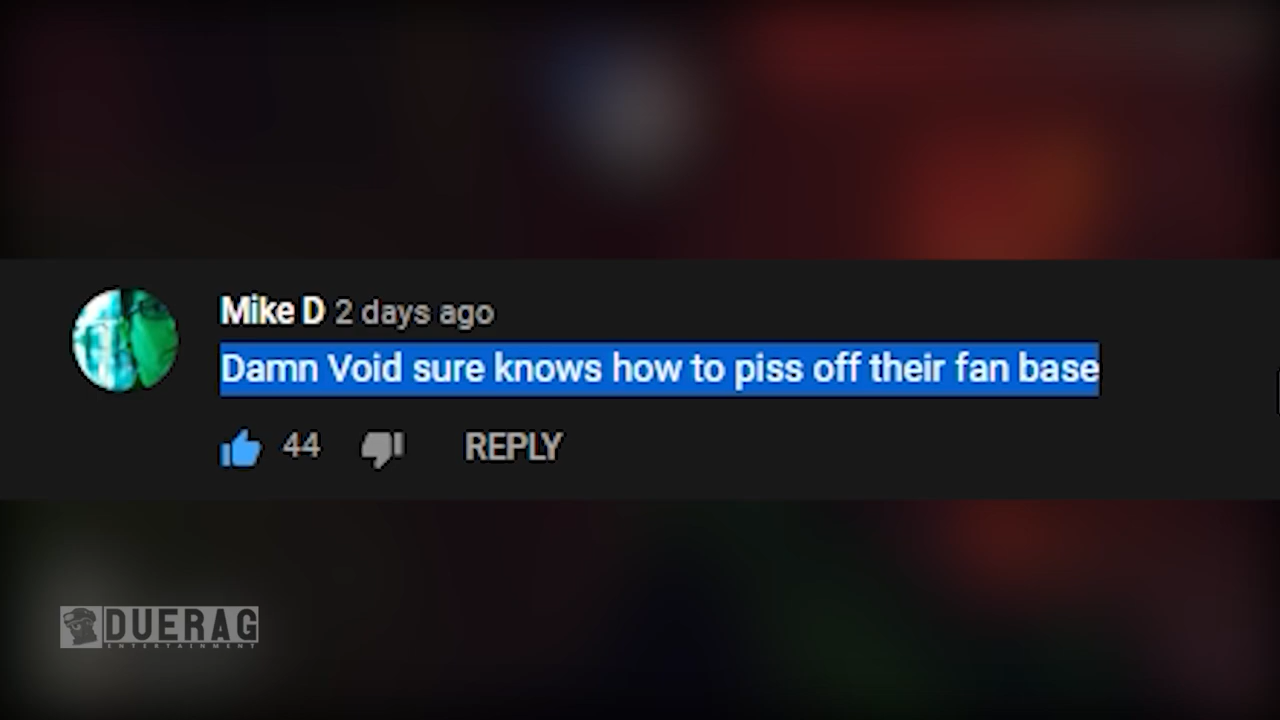 Mike D 2 days ago
Damn Void sure knows how to piss off their fan base
44 REPLY
DUERAG
ENTERTAINMENT